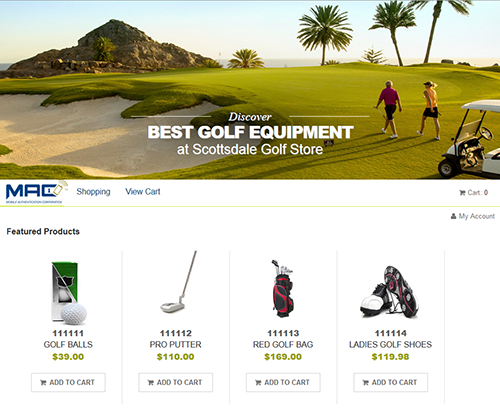 Discover
BEST GOLF EQUIPMENT
at Scottsdale Golf Store
MAC
MOBILE AUTHENTICATION CORPORATION
Shopping
View Cart
Cart: 0
My Account
Featured Products
111111
GOLF BALLS
$39.00
ADD TO CART
111112
PRO PUTTER
$110.00
ADD TO CART
111113
RED GOLF BAG
$169.00
ADD TO CART
111114
LADIES GOLF SHOES
$119.98
ADD TO CART